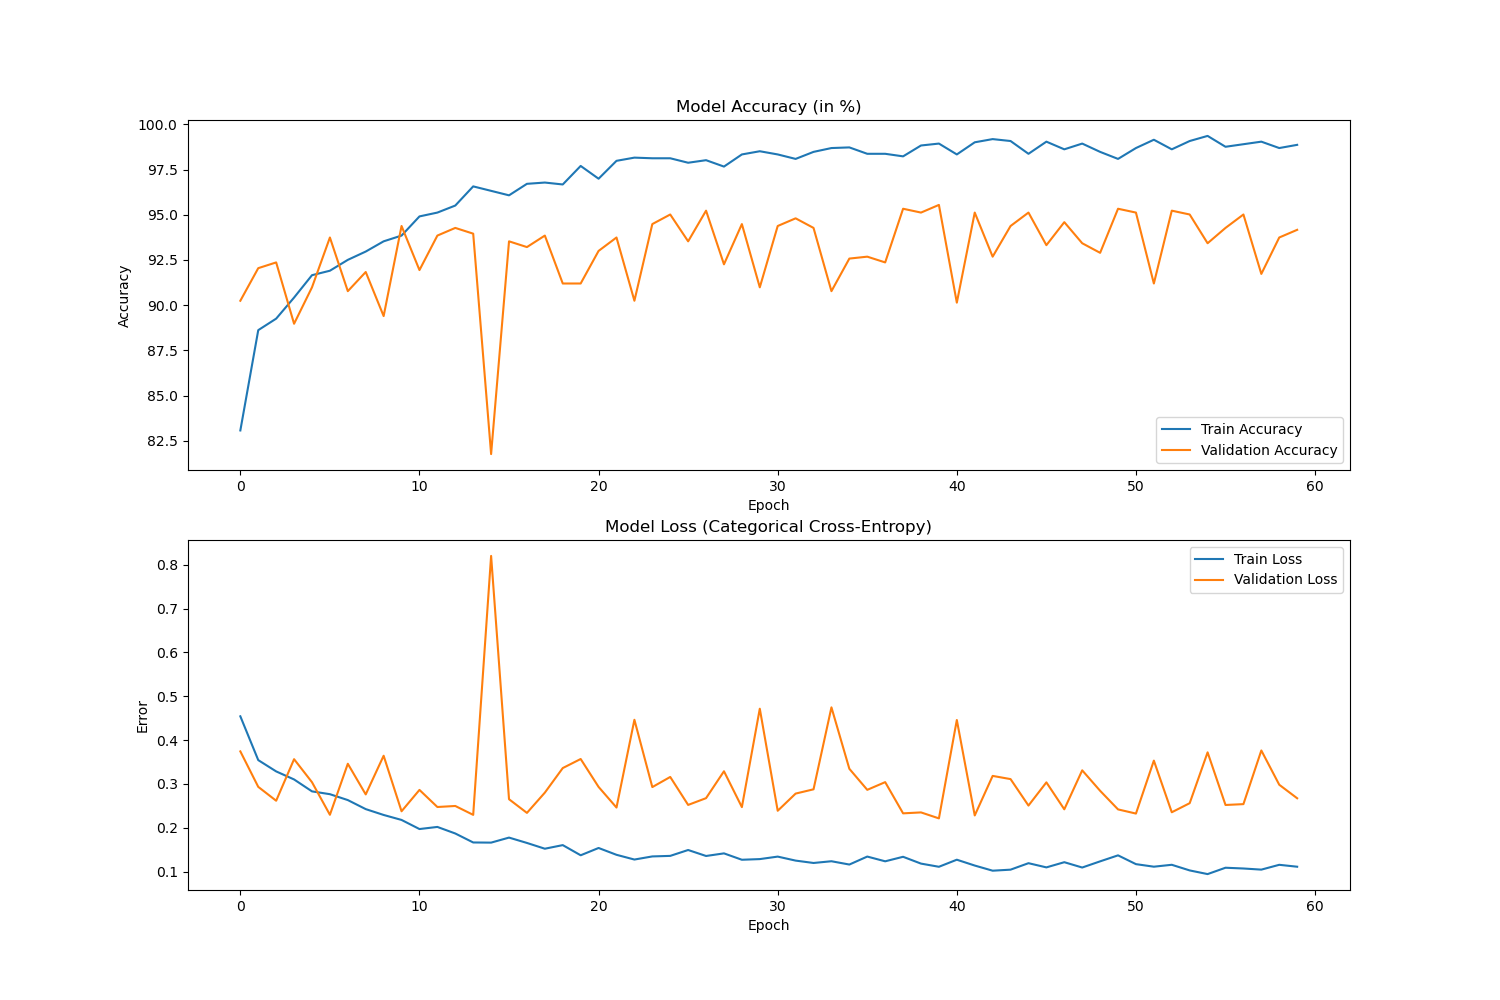 Model Accuracy (in %)
100.0
97.5
95.0
92.5
90.0
87.5
85.0
82.5
Accuracy
Train Accuracy
Validation Accuracy
0 10 20 30 40 50 60
Epoch
Model Loss (Categorical Cross-Entropy)
0.8
0.7
0.6
0.5
0.4
0.3
0.2
0.1
Error
Train Loss
Validation Loss
0 10 20 30 40 50 60
Epoch